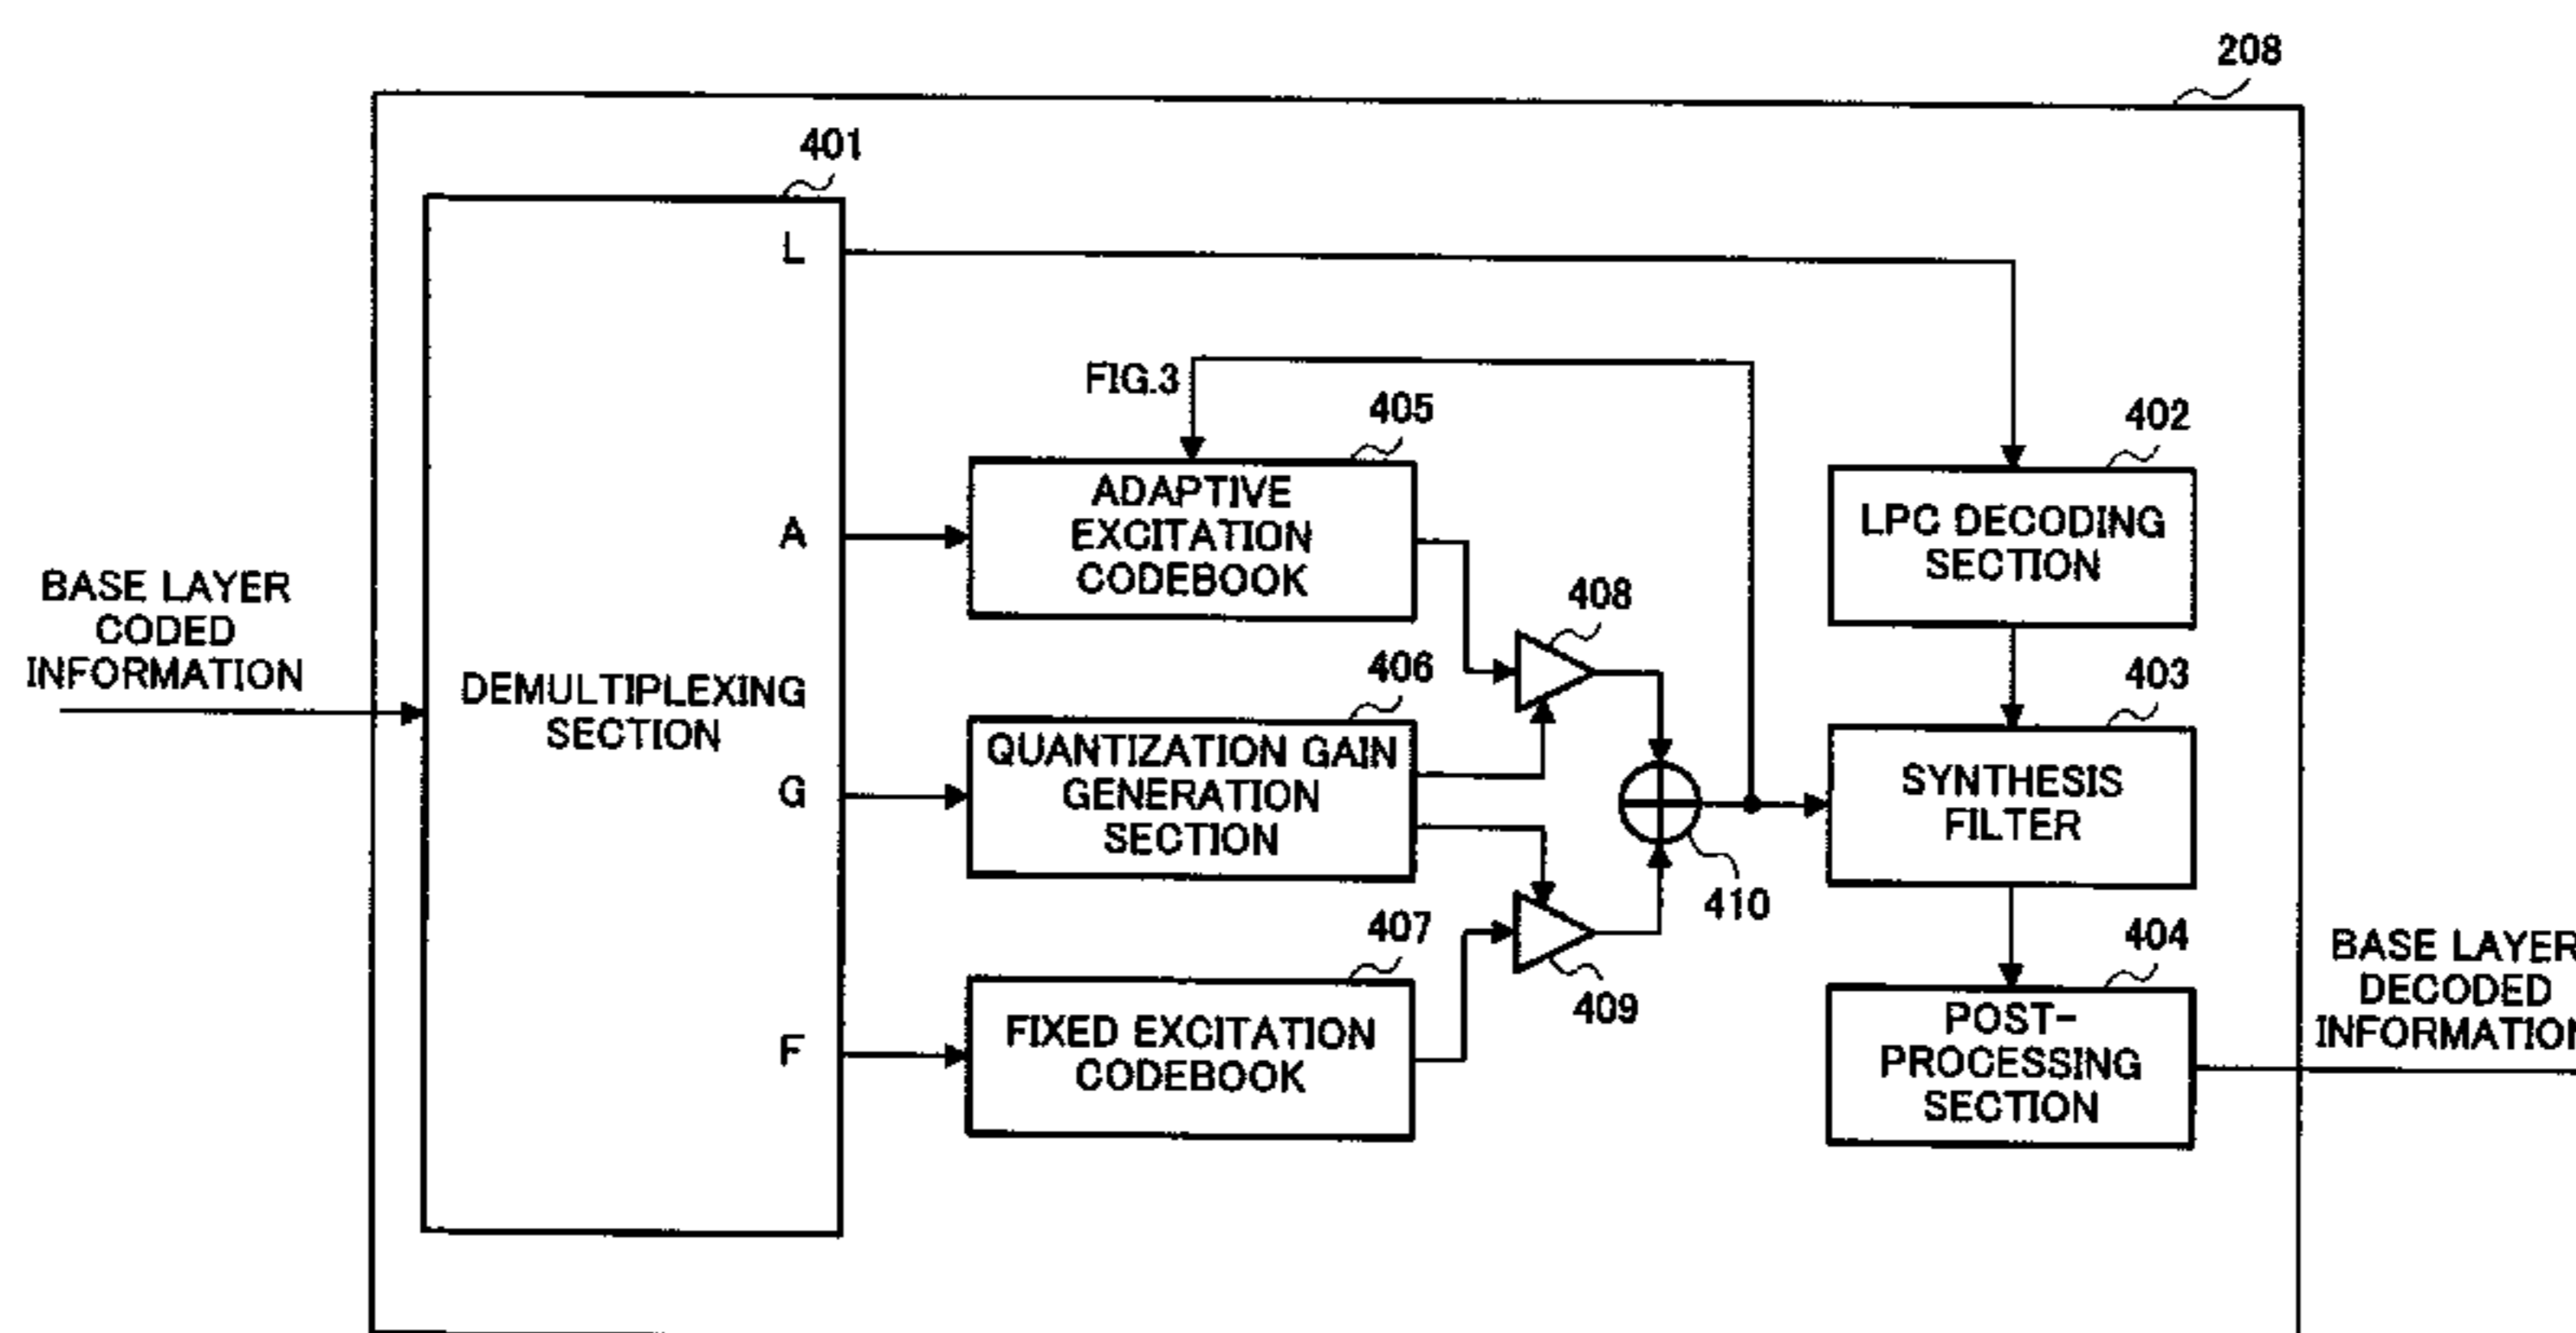 208
401
L
FIG.3
405
402
ADAPTIVE
EXCITATION
CODEBOOK
LPC DECODING
SECTION
A
BASE LAYER
CODED
INFORMATION
408
406
403
DEMULTIPLEXING
SECTION
QUANTIZATION GAIN
GENERATION
SECTION
G
SYNTHESIS
FILTER
410
407
404
409
BASE LAYER
DECODED
INFORMATION
F
FIXED EXCITATION
CODEBOOK
POST-
PROCESSING
SECTION